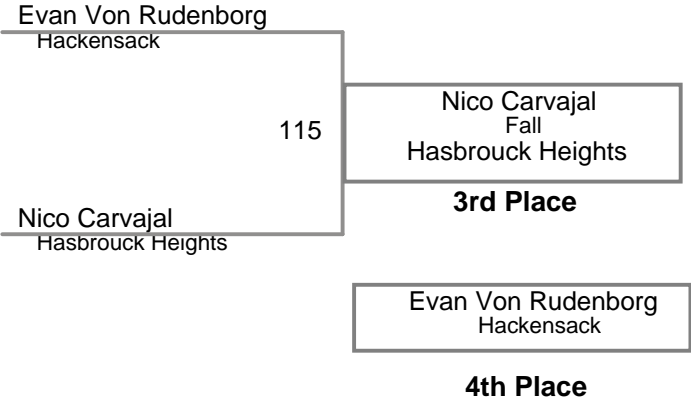 Evan Von Rudenborg
Hackensack
115
Nico Carvajal
Fall
Hasbrouck Heights
3rd Place
Nico Carvajal
Hasbrouck Heights
Evan Von Rudenborg
Hackensack
4th Place